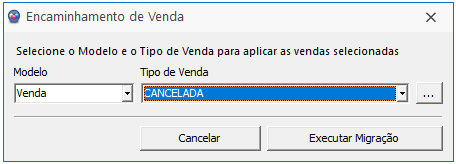 Encaminhamento de Venda
Selecione o Modelo e o Tipo de Venda para aplicar as vendas selecionadas
Modelo Tipo de Venda
Venda CANCELADA ...
Cancelar Executar Migração